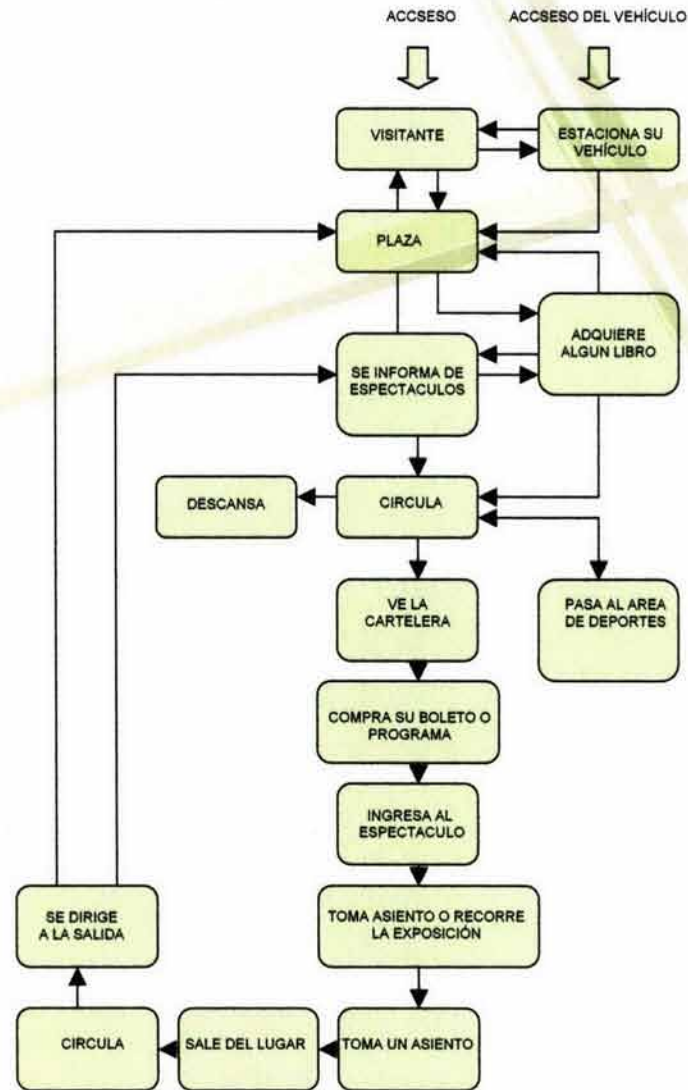 ACCSESO
ACCSESO DEL VEHÍCULO
VISITANTE
ESTACIONA SU
VEHÍCULO
PLAZA
ADQUIERE
ALGUN LIBRO
SE INFORMA DE
ESPECTACULOS
DESCANSA
CIRCULA
VE LA
CARTELERA
PASA AL AREA
DE DEPORTES
COMPRA SU BOLETO O
PROGRAMA
INGRESA AL
ESPECTACULO
SE DIRIGE
A LA SALIDA
TOMA ASIENTO O RECORRE
LA EXPOSICIÓN
CIRCULA
SALE DEL LUGAR
TOMA UN ASIENTO